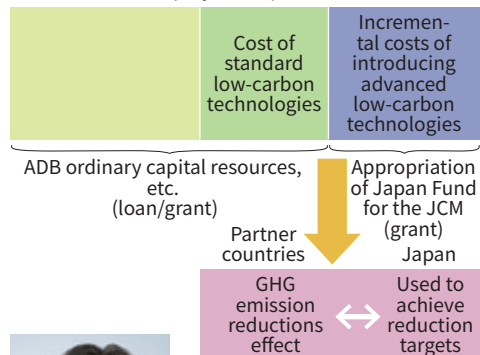 Cost of
standard
low-carbon
technologies
Incremen-
tal costs of
introducing
advanced
low-carbon
technologies
ADB ordinary capital resources,
etc.
(loan/grant)
Appropriation
of Japan Fund
for the JCM
(grant)
Partner
countries
Japan
GHG
emission
reductions
effect
Used to
achieve
reduction
targets